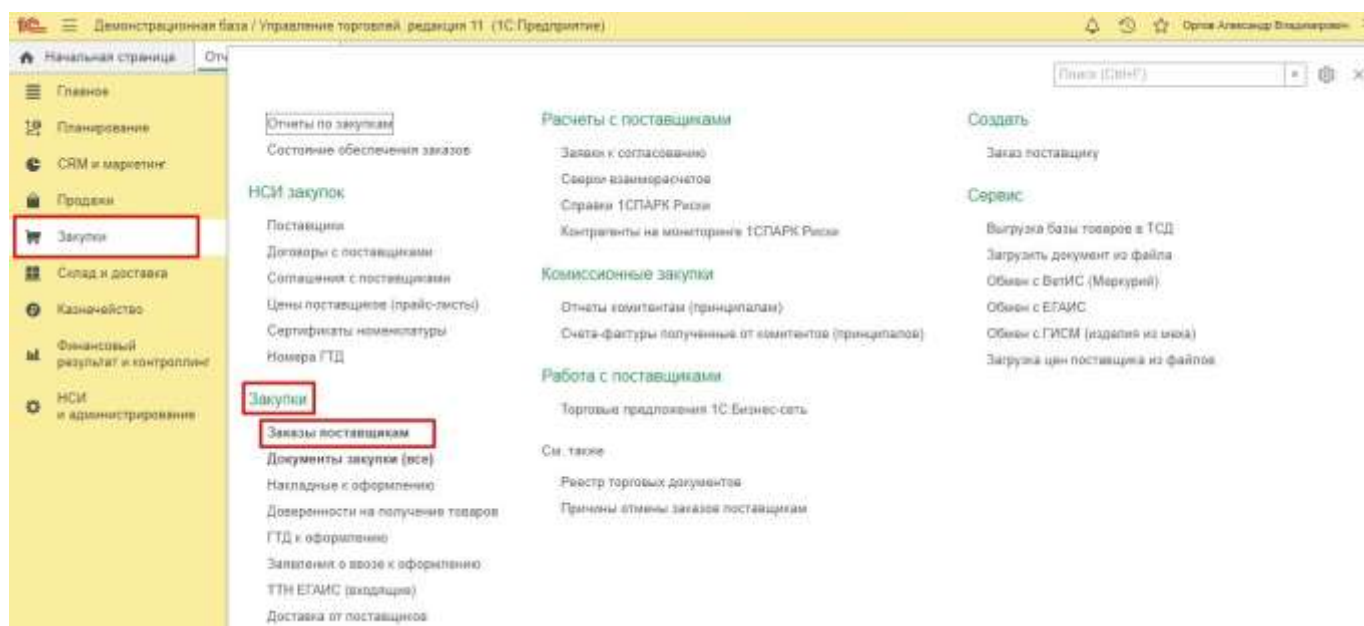 1С Демонстрационная база / Управление торговлей, редакция 11 (1С:Предприятие) Орлов Александр Владимирович
Начальная страница Отч
Поиск (Ctrl+F)
Главное
Планирование
CRM и маркетинг
Продажи
Закупки
Склад и доставка
Казначейство
Финансовый
результат и контроллинг
НСИ
и администрирование
Отчеты по закупкам
Состояние обеспечения заказов
НСИ закупок
Поставщики
Договоры с поставщиками
Соглашения с поставщиками
Цены поставщиков (прайс-листы)
Сертификаты номенклатуры
Номера ГТД
Закупки
Заказы поставщикам
Документы закупки (все)
Накладные к оформлению
Доверенности на получение товаров
ГТД к оформлению
Заявления о ввозе к оформлению
ТТН ЕГАИС (входящие)
Доставка от поставщиков
Расчеты с поставщиками
Заявки к согласованию
Сверки взаиморасчетов
Справки 1СПАРК Риски
Контрагенты на мониторинге 1СПАРК Риски
Комиссионные закупки
Отчеты комитентам (принципалам)
Счета-фактуры полученные от комитентов (принципалов)
Работа с поставщиками
Торговые предложения 1С:Бизнес-сеть
См. также
Реестр торговых документов
Причины отмены заказов поставщикам
Создать
Заказ поставщику
Сервис
Выгрузка базы товаров в ТСД
Загрузить документ из файла
Обмен с ВетИС (Меркурий)
Обмен с ЕГАИС
Обмен с ГИСМ (изделия из меха)
Загрузка цен поставщика из файлов